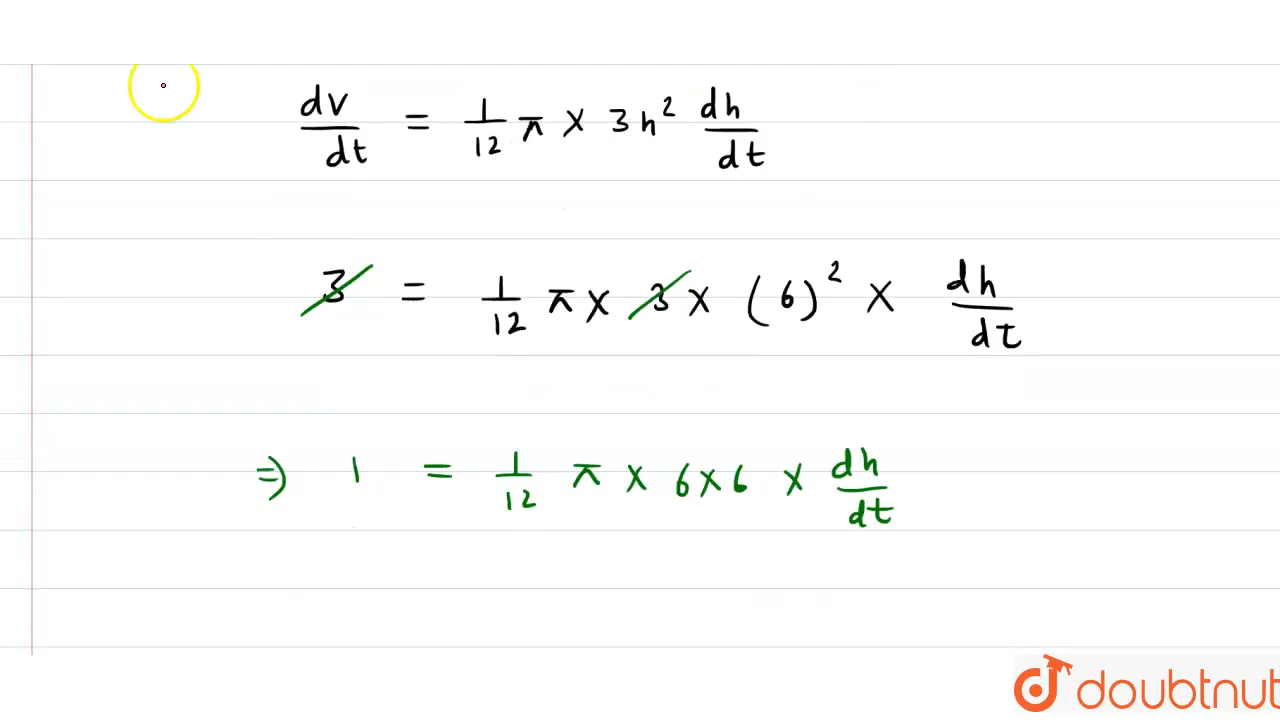 dv/dt = 1/12 π × 3h² dh/dt
3 = 1/12 π × 3 × (6)² × dh/dt
⇒ 1 = 1/12 π × 6 × 6 × dh/dt
doubtnut